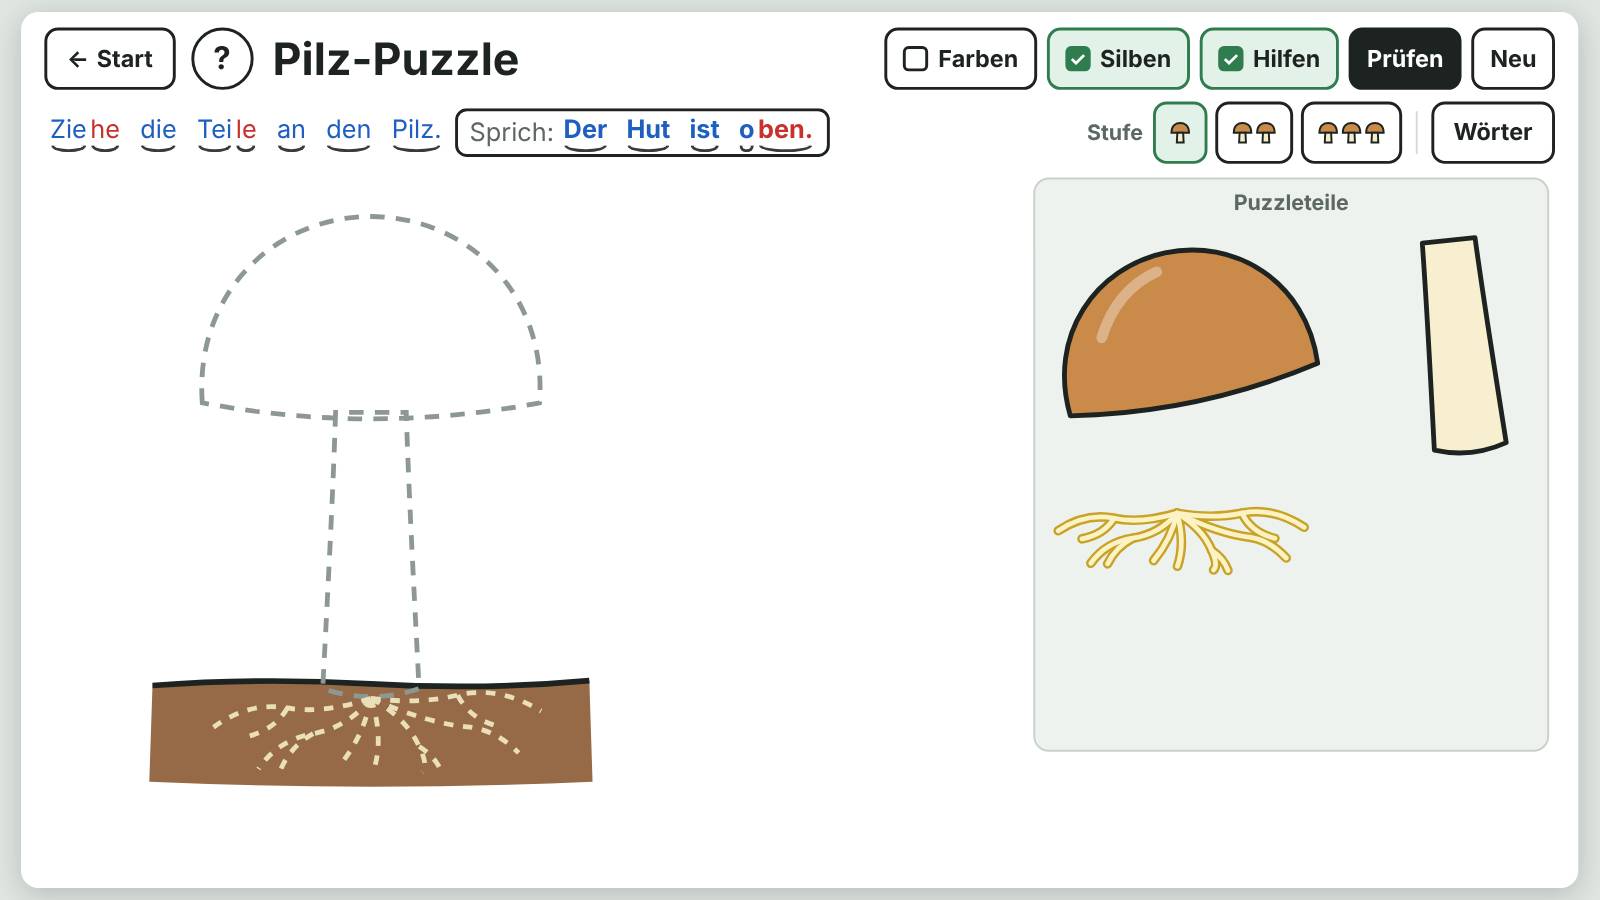 ← Start ? Pilz-Puzzle Farben Silben Hilfen Prüfen Neu
Ziehe die Teile an den Pilz. Sprich: Der Hut ist oben. Stufe Wörter
Puzzleteile